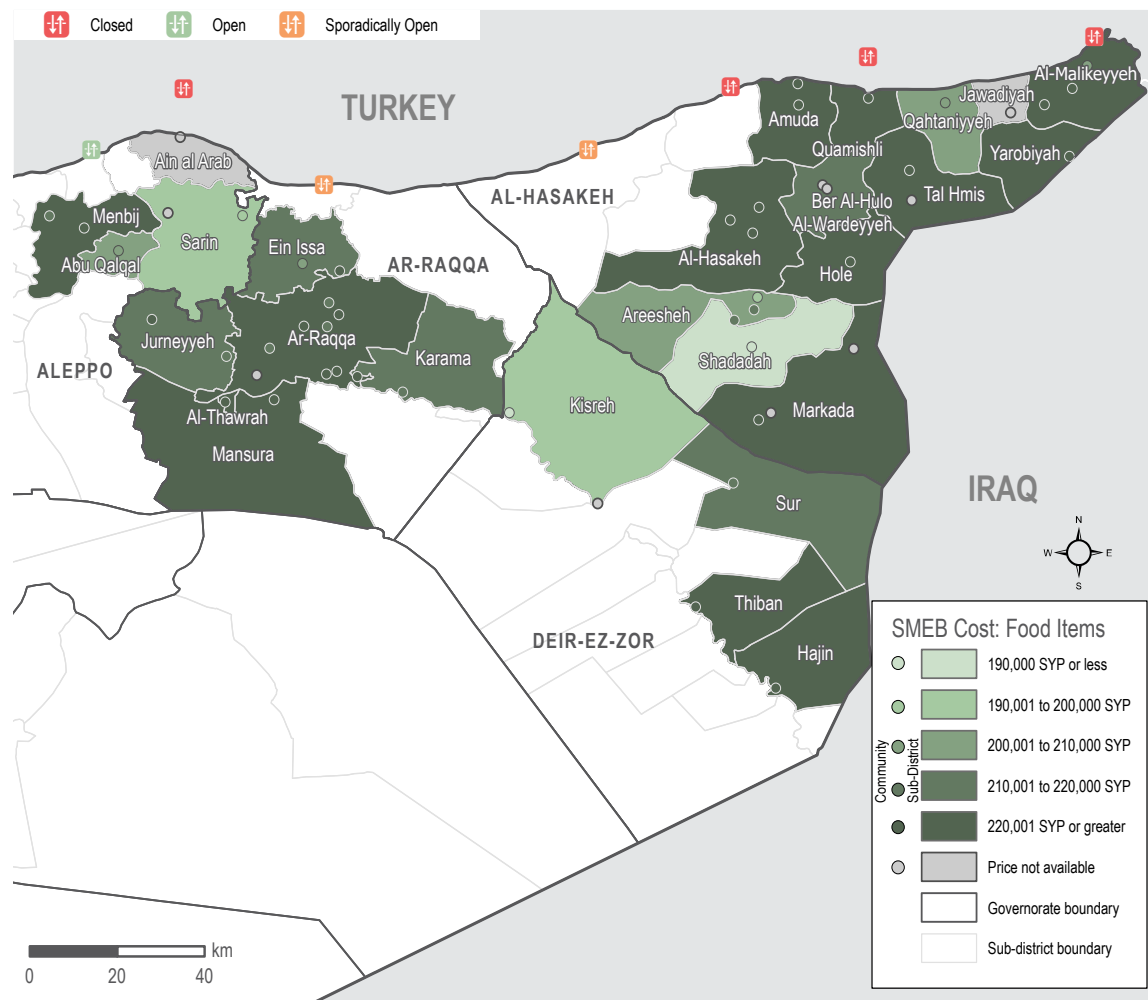 Closed
Open
Sporadically Open
TURKEY
Al-Malikeyyeh
Jawadiyah
Amuda
Qahtaniyyeh
Quamishli
Yarobiyah
Ain al Arab
AL-HASAKEH
Ber Al-Hulo
Al-Wardeyyeh
Tal Hmis
Menbij
Sarin
Ein Issa
Abu Qalqal
AR-RAQQA
Al-Hasakeh
Hole
Areesheh
Jurneyyeh
Ar-Raqqa
Karama
Shadadah
ALEPPO
Kisreh
Markada
Al-Thawrah
Mansura
IRAQ
Sur
N
W
E
S
Thiban
DEIR-EZ-ZOR
Hajin
SMEB Cost: Food Items
190,000 SYP or less
190,001 to 200,000 SYP
200,001 to 210,000 SYP
210,001 to 220,000 SYP
220,001 SYP or greater
Price not available
Governorate boundary
Sub-district boundary
Community
Sub-District
km
0
20
40